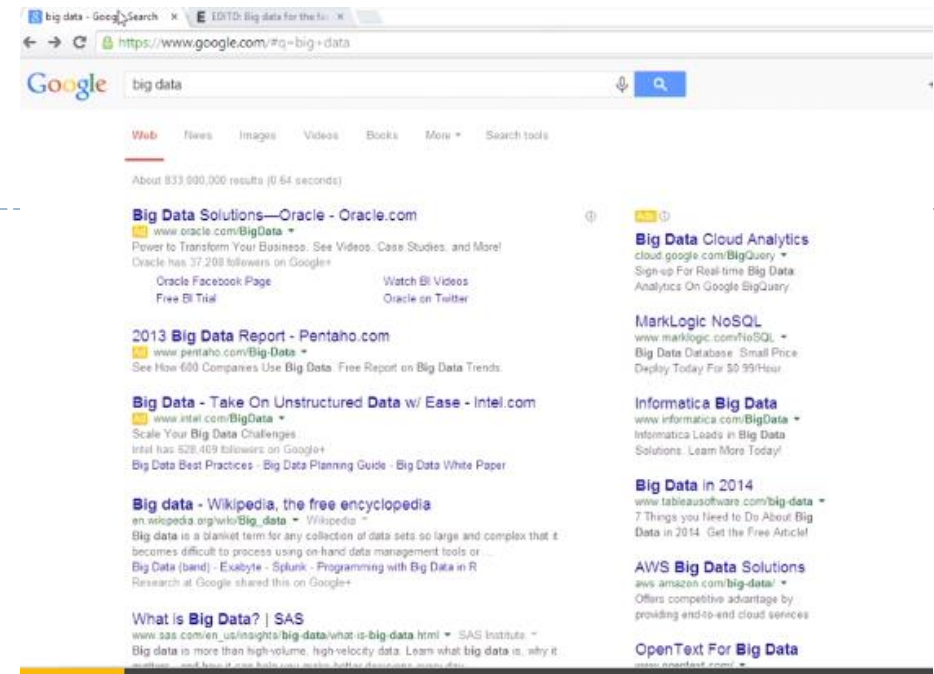 big data - Goog Search
EDITD: Big data for the fa
https://www.google.com/#q=big+data
Google
big data
Web News Images Videos Books More Search tools
About 833,000,000 results (0.64 seconds)
Big Data Solutions—Oracle - Oracle.com
Ad www.oracle.com/BigData
Power to Transform Your Business. See Videos, Case Studies, and More!
Oracle has 37,208 followers on Google+
Oracle Facebook Page Watch BI Videos
Free BI Trial Oracle on Twitter
2013 Big Data Report - Pentaho.com
Ad www.pentaho.com/Big-Data
See How 600 Companies Use Big Data. Free Report on Big Data Trends.
Big Data - Take On Unstructured Data w/ Ease - Intel.com
Ad www.intel.com/BigData
Scale Your Big Data Challenges
Intel has 628,409 followers on Google+
Big Data Best Practices - Big Data Planning Guide - Big Data White Paper
Big data - Wikipedia, the free encyclopedia
en.wikipedia.org/wiki/Big_data Wikipedia
Big data is a blanket term for any collection of data sets so large and complex that it
becomes difficult to process using on-hand data management tools or ...
Big Data (band) - Exabyte - Splunk - Programming with Big Data in R
Research at Google shared this on Google+
What is Big Data? | SAS
www.sas.com/en_us/insights/big-data/what-is-big-data.html SAS Institute
Big data is more than high-volume, high-velocity data. Learn what big data is, why it
matters and how it can help you make better decisions every day
Ads
Big Data Cloud Analytics
cloud.google.com/BigQuery
Sign-up For Real-time Big Data
Analytics On Google BigQuery.
MarkLogic NoSQL
www.marklogic.com/NoSQL
Big Data Database. Small Price
Deploy Today For $0.99/Hour
Informatica Big Data
www.informatica.com/BigData
Informatica Leads in Big Data
Solutions. Learn More Today!
Big Data in 2014
www.tableausoftware.com/big-data
7 Things you Need to Do About Big
Data in 2014. Get the Free Article!
AWS Big Data Solutions
aws.amazon.com/big-data/
Offers competitive advantage by
providing end-to-end cloud services
OpenText For Big Data
www.opentext.com/